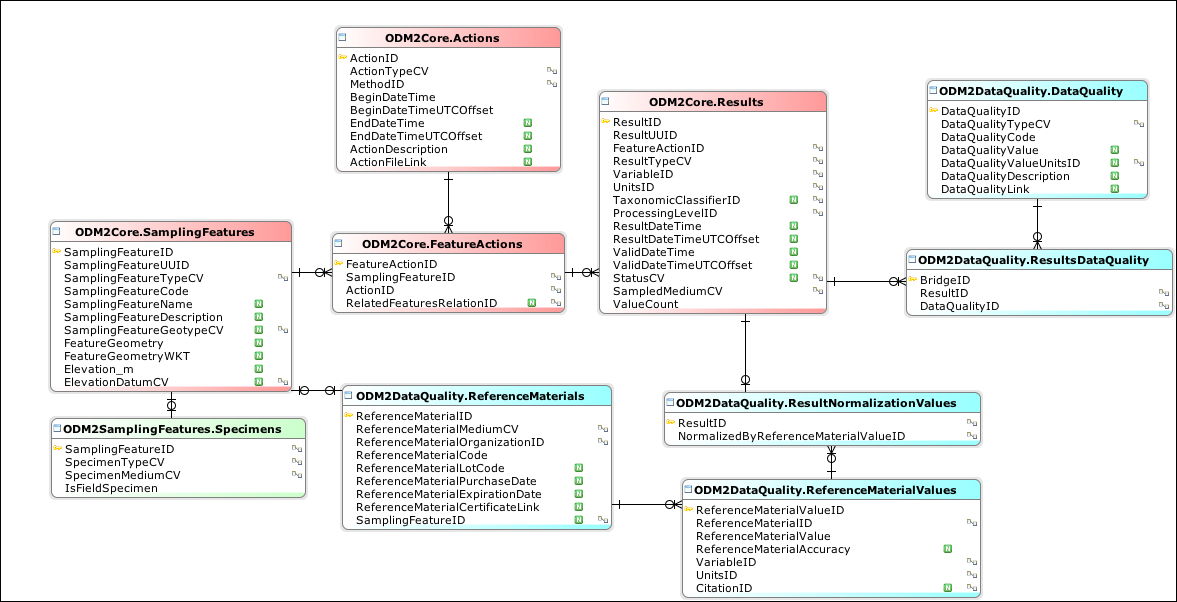 ODM2Core.Actions
ActionID
ActionTypeCV
MethodID
BeginDateTime
BeginDateTimeUTCOffset
EndDateTime N
EndDateTimeUTCOffset N
ActionDescription N
ActionFileLink N
ODM2Core.Results
ResultID
ResultUUID
FeatureActionID
ResultTypeCV
VariableID
UnitsID
TaxonomicClassifierID N
ProcessingLevelID
ResultDateTime N
ResultDateTimeUTCOffset N
ValidDateTime N
ValidDateTimeUTCOffset N
StatusCV N
SampledMediumCV
ValueCount
ODM2DataQuality.DataQuality
DataQualityID
DataQualityTypeCV
DataQualityCode
DataQualityValue N
DataQualityValueUnitsID N
DataQualityDescription N
DataQualityLink N
ODM2Core.SamplingFeatures
SamplingFeatureID
SamplingFeatureUUID
SamplingFeatureTypeCV
SamplingFeatureCode
SamplingFeatureName N
SamplingFeatureDescription N
SamplingFeatureGeotypeCV N
FeatureGeometry N
FeatureGeometryWKT N
Elevation_m N
ElevationDatumCV N
ODM2Core.FeatureActions
FeatureActionID
SamplingFeatureID
ActionID
RelatedFeaturesRelationID N
ODM2DataQuality.ResultsDataQuality
BridgeID
ResultID
DataQualityID
ODM2SamplingFeatures.Specimens
SamplingFeatureID
SpecimenTypeCV
SpecimenMediumCV
IsFieldSpecimen
ODM2DataQuality.ReferenceMaterials
ReferenceMaterialID
ReferenceMaterialMediumCV
ReferenceMaterialOrganizationID
ReferenceMaterialCode
ReferenceMaterialLotCode N
ReferenceMaterialPurchaseDate N
ReferenceMaterialExpirationDate N
ReferenceMaterialCertificateLink N
SamplingFeatureID N
ODM2DataQuality.ResultNormalizationValues
ResultID
NormalizedByReferenceMaterialValueID
ODM2DataQuality.ReferenceMaterialValues
ReferenceMaterialValueID
ReferenceMaterialID
ReferenceMaterialValue
ReferenceMaterialAccuracy N
VariableID
UnitsID
CitationID N